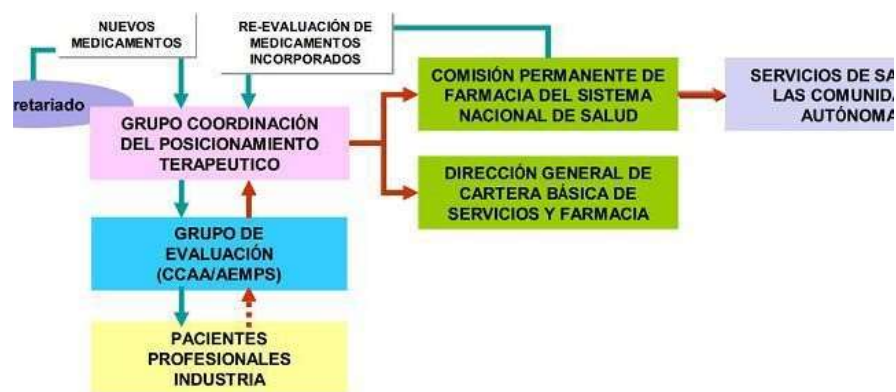 NUEVOS
MEDICAMENTOS
RE-EVALUACIÓN DE
MEDICAMENTOS
INCORPORADOS
retariado
GRUPO COORDINACIÓN
DEL POSICIONAMIENTO
TERAPEUTICO
COMISIÓN PERMANENTE DE
FARMACIA DEL SISTEMA
NACIONAL DE SALUD
SERVICIOS DE SA
LAS COMUNIDA
AUTÓNOMA
DIRECCIÓN GENERAL DE
CARTERA BÁSICA DE
SERVICIOS Y FARMACIA
GRUPO DE
EVALUACIÓN
(CCAA/AEMPS)
PACIENTES
PROFESIONALES
INDUSTRIA